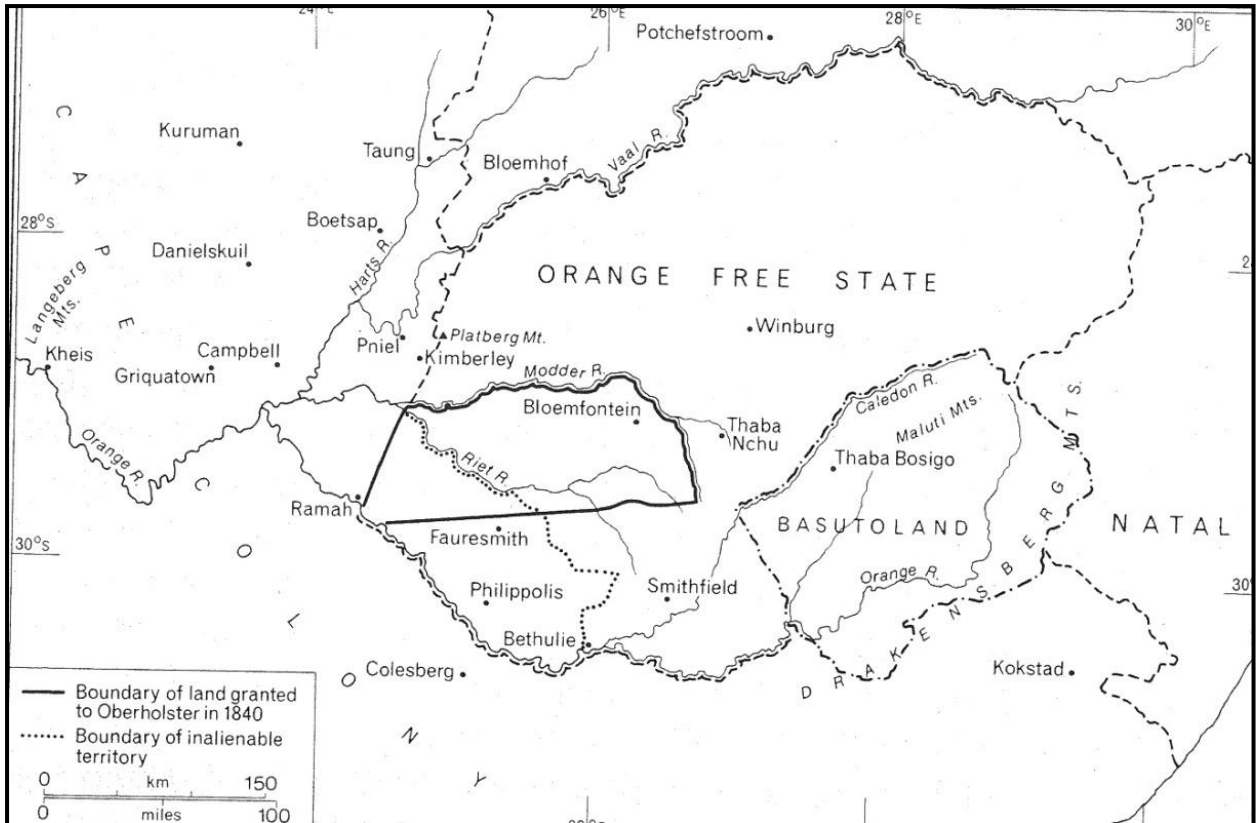 24°E
26°E
28°E
30°E
Potchefstroom
CAPE COLONY
Kuruman
Taung
Bloemhof
Vaal R.
Boetsap
28°S
Danielskuil
Harts R.
ORANGE FREE STATE
28
Langeberg
Mts.
Winburg
Platberg Mt.
Pniel
Kimberley
Kheis
Campbell
Griquatown
Modder R.
Caledon R.
Bloemfontein
Thaba
Nchu
Maluti Mts.
Orange R.
Riet R.
Thaba Bosigo
DRAKENSBERG MTS.
Ramah
BASUTOLAND
NATAL
Fauresmith
30°S
Orange R.
30
Philippolis
Smithfield
Bethulie
Colesberg
Kokstad
Boundary of land granted
to Oberholster in 1840
Boundary of inalienable
territory
0 km 150
0 miles 100